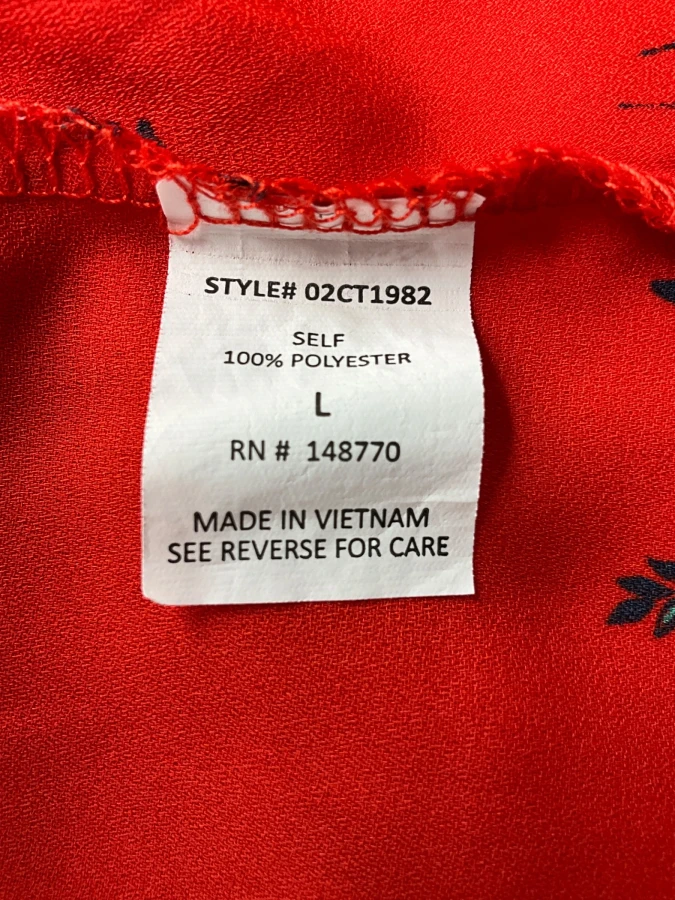 STYLE# 02CT1982
SELF
100% POLYESTER
L
RN # 148770
MADE IN VIETNAM
SEE REVERSE FOR CARE